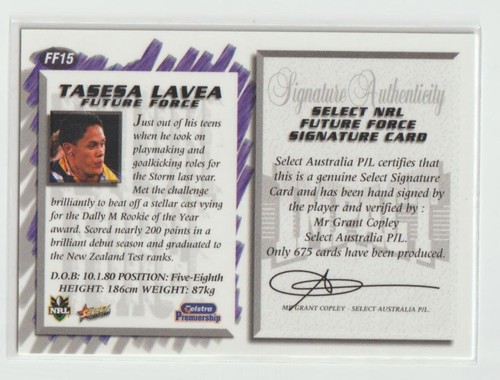 FF15
TASESA LAVEA
FUTURE FORCE
Just out of his teens
when he took on
playmaking and
goalkicking roles for
the Storm last year.
Met the challenge
brilliantly to beat off a stellar cast vying
for the Dally M Rookie of the Year
award. Scored nearly 200 points in a
brilliant debut season and graduated to
the New Zealand Test ranks.
D.O.B: 10.1.80 POSITION: Five-Eighth
HEIGHT: 186cm WEIGHT: 87kg
NRL
Telstra
Premiership
Signature Authenticity
SELECT NRL
FUTURE FORCE
SIGNATURE CARD
Select Australia P/L certifies that
this is a genuine Select Signature
Card and has been hand signed by
the player and verified by :
Mr Grant Copley
Select Australia P/L.
Only 675 cards have been produced.
MR GRANT COPLEY - SELECT AUSTRALIA P/L.